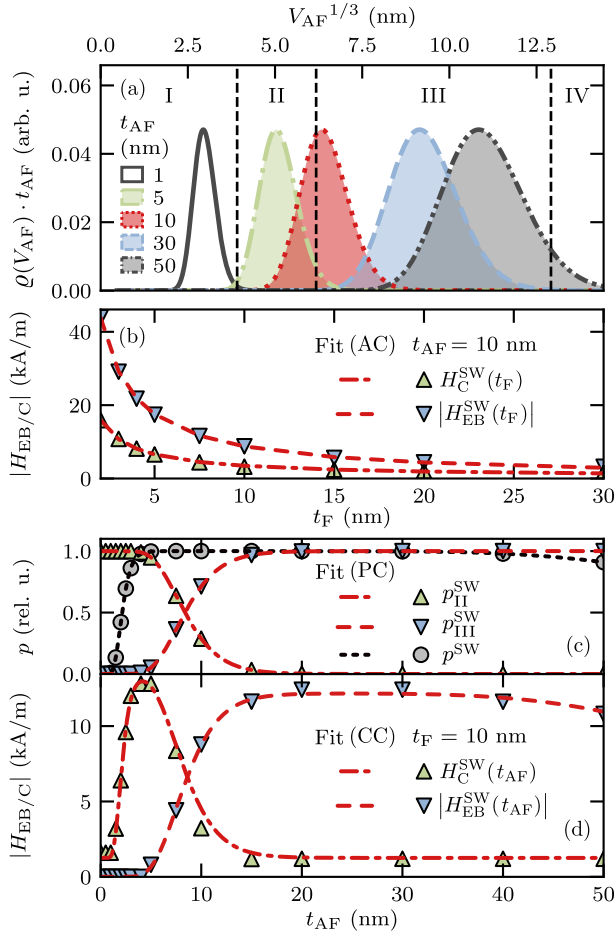 V_AF^1/3 (nm)
0.0 2.5 5.0 7.5 10.0 12.5
(a) I II III IV
t_AF
(nm)
1
5
10
30
50
0.06
0.04
0.02
0.00
ϱ(V_AF) · t_AF (arb. u.)
(b) Fit (AC) t_AF = 10 nm
H_C^SW(t_F)
|H_EB^SW(t_F)|
40
20
0
|H_EB/C| (kA/m)
5 10 15 20 25 30
t_F (nm)
1.0
0.5
0.0
p (rel. u.)
Fit (PC)
p_II^SW
p_III^SW
p^SW
(c)
10
5
0
|H_EB/C| (kA/m)
Fit (CC) t_F = 10 nm
H_C^SW(t_AF)
|H_EB^SW(t_AF)|
(d)
0 10 20 30 40 50
t_AF (nm)